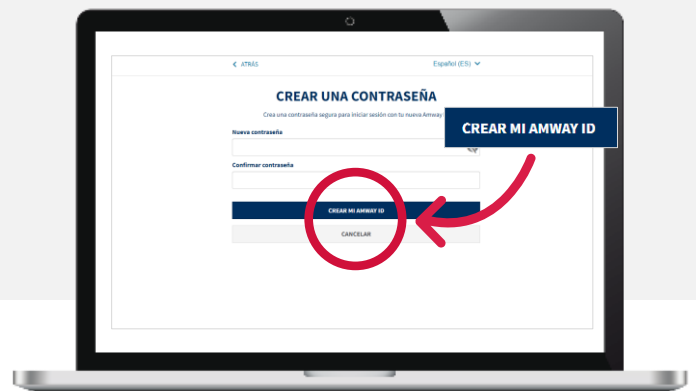 ATRÁS
Español (ES)
CREAR UNA CONTRASEÑA
Crea una contraseña segura para iniciar sesión con tu nueva Amway
Nueva contraseña
CREAR MI AMWAY ID
Confirmar contraseña
CREAR MI AMWAY ID
CANCELAR